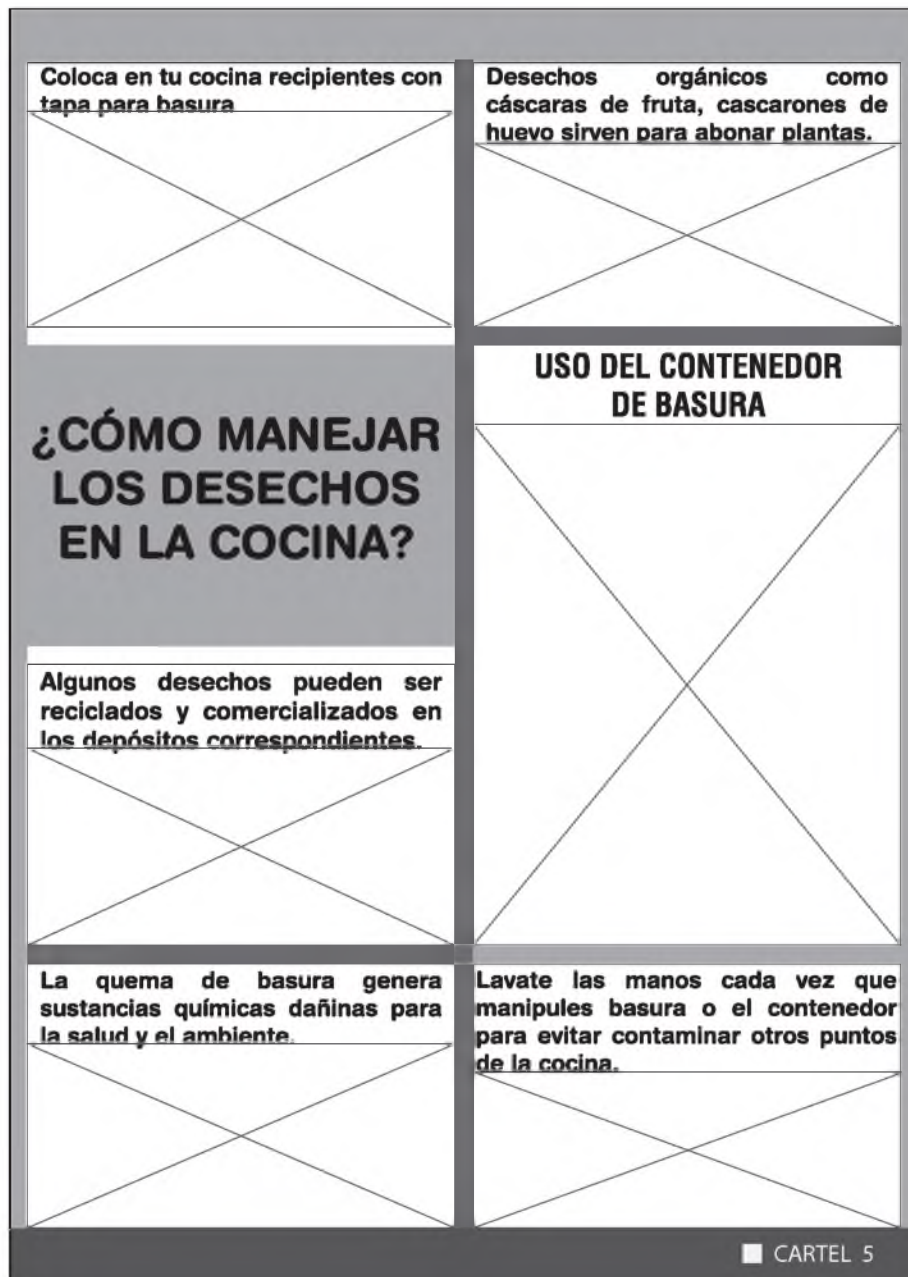 Coloca en tu cocina recipientes con
tapa para basura
Desechos orgánicos como
cáscaras de fruta, cascarones de
huevo sirven para abonar plantas.
¿CÓMO MANEJAR
LOS DESECHOS
EN LA COCINA?
USO DEL CONTENEDOR
DE BASURA
Algunos desechos pueden ser
reciclados y comercializados en
los depósitos correspondientes.
La quema de basura genera
sustancias químicas dañinas para
la salud y el ambiente.
Lavate las manos cada vez que
manipules basura o el contenedor
para evitar contaminar otros puntos
de la cocina.
CARTEL 5